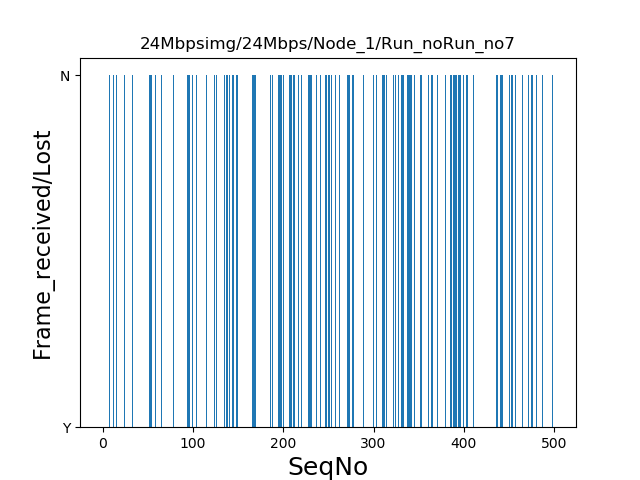 24Mbpsimg/24Mbps/Node_1/Run_noRun_no7
N
Frame_received/Lost
Y
0 100 200 300 400 500
SeqNo